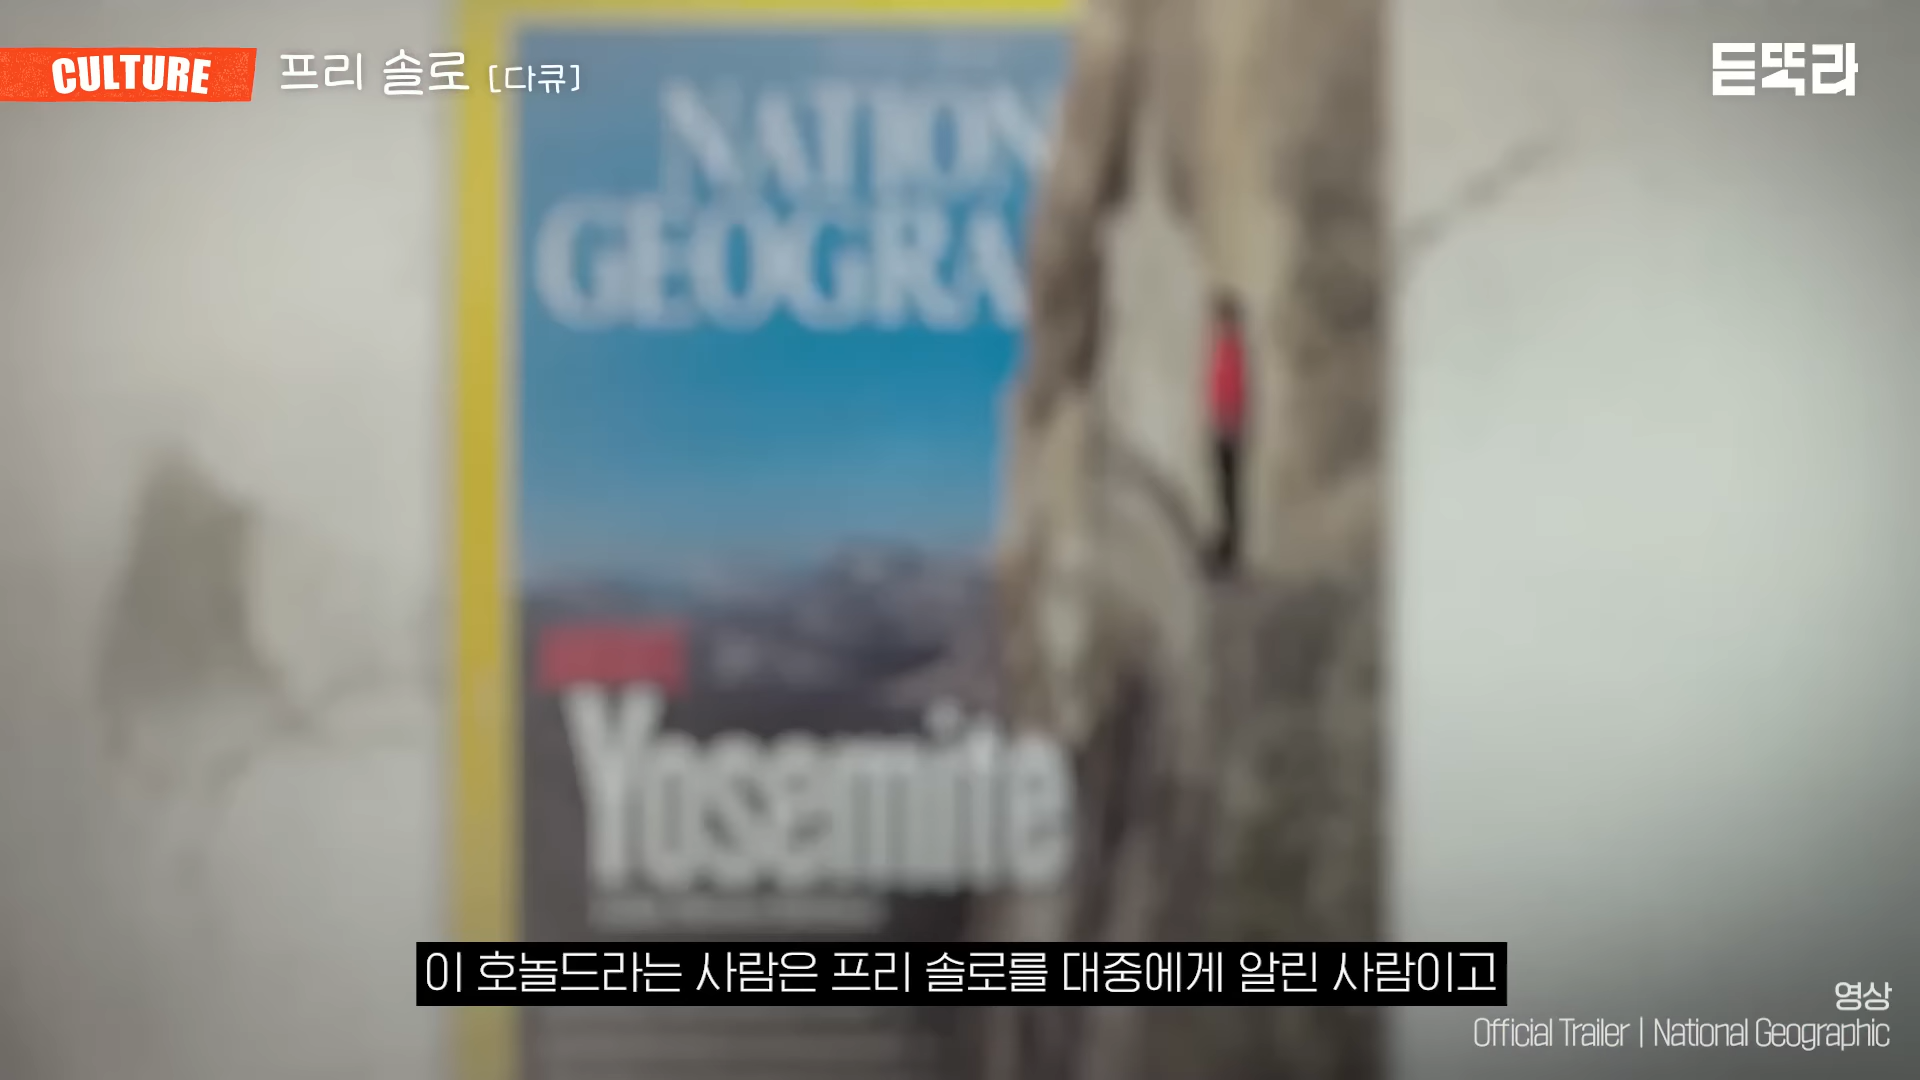 CULTURE 프리 솔로 [다큐]
듣똑라
NATION
GEOGRA
Yosemite
이 호놀드라는 사람은 프리 솔로를 대중에게 알린 사람이고
영상
Official Trailer | National Geographic